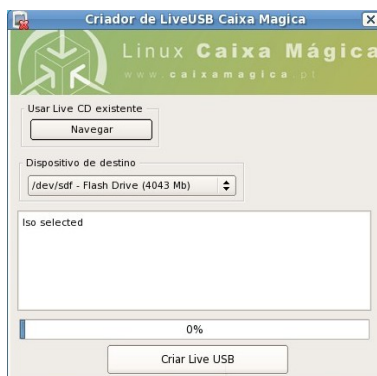 Criador de LiveUSB Caixa Magica
Linux Caixa Mágica
www.caixamagica.pt
Usar Live CD existente
Navegar
Dispositivo de destino
/dev/sdf - Flash Drive (4043 Mb)
Iso selected
0%
Criar Live USB